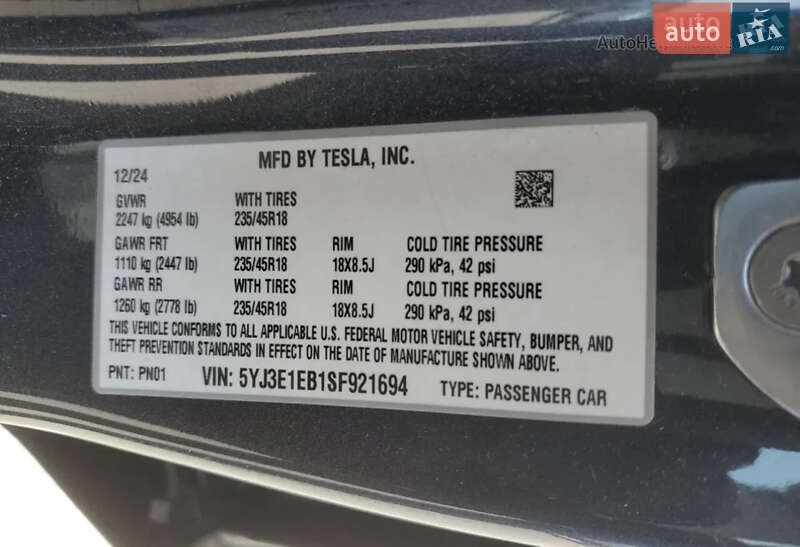 auto RIA .com
MFD BY TESLA, INC.
12/24
GVWR WITH TIRES
2247 kg (4954 lb) 235/45R18
GAWR FRT WITH TIRES RIM COLD TIRE PRESSURE
1110 kg (2447 lb) 235/45R18 18X8.5J 290 kPa, 42 psi
GAWR RR WITH TIRES RIM COLD TIRE PRESSURE
1260 kg (2778 lb) 235/45R18 18X8.5J 290 kPa, 42 psi
THIS VEHICLE CONFORMS TO ALL APPLICABLE U.S. FEDERAL MOTOR VEHICLE SAFETY, BUMPER, AND
THEFT PREVENTION STANDARDS IN EFFECT ON THE DATE OF MANUFACTURE SHOWN ABOVE.
PNT: PN01 VIN: 5YJ3E1EB1SF921694 TYPE: PASSENGER CAR